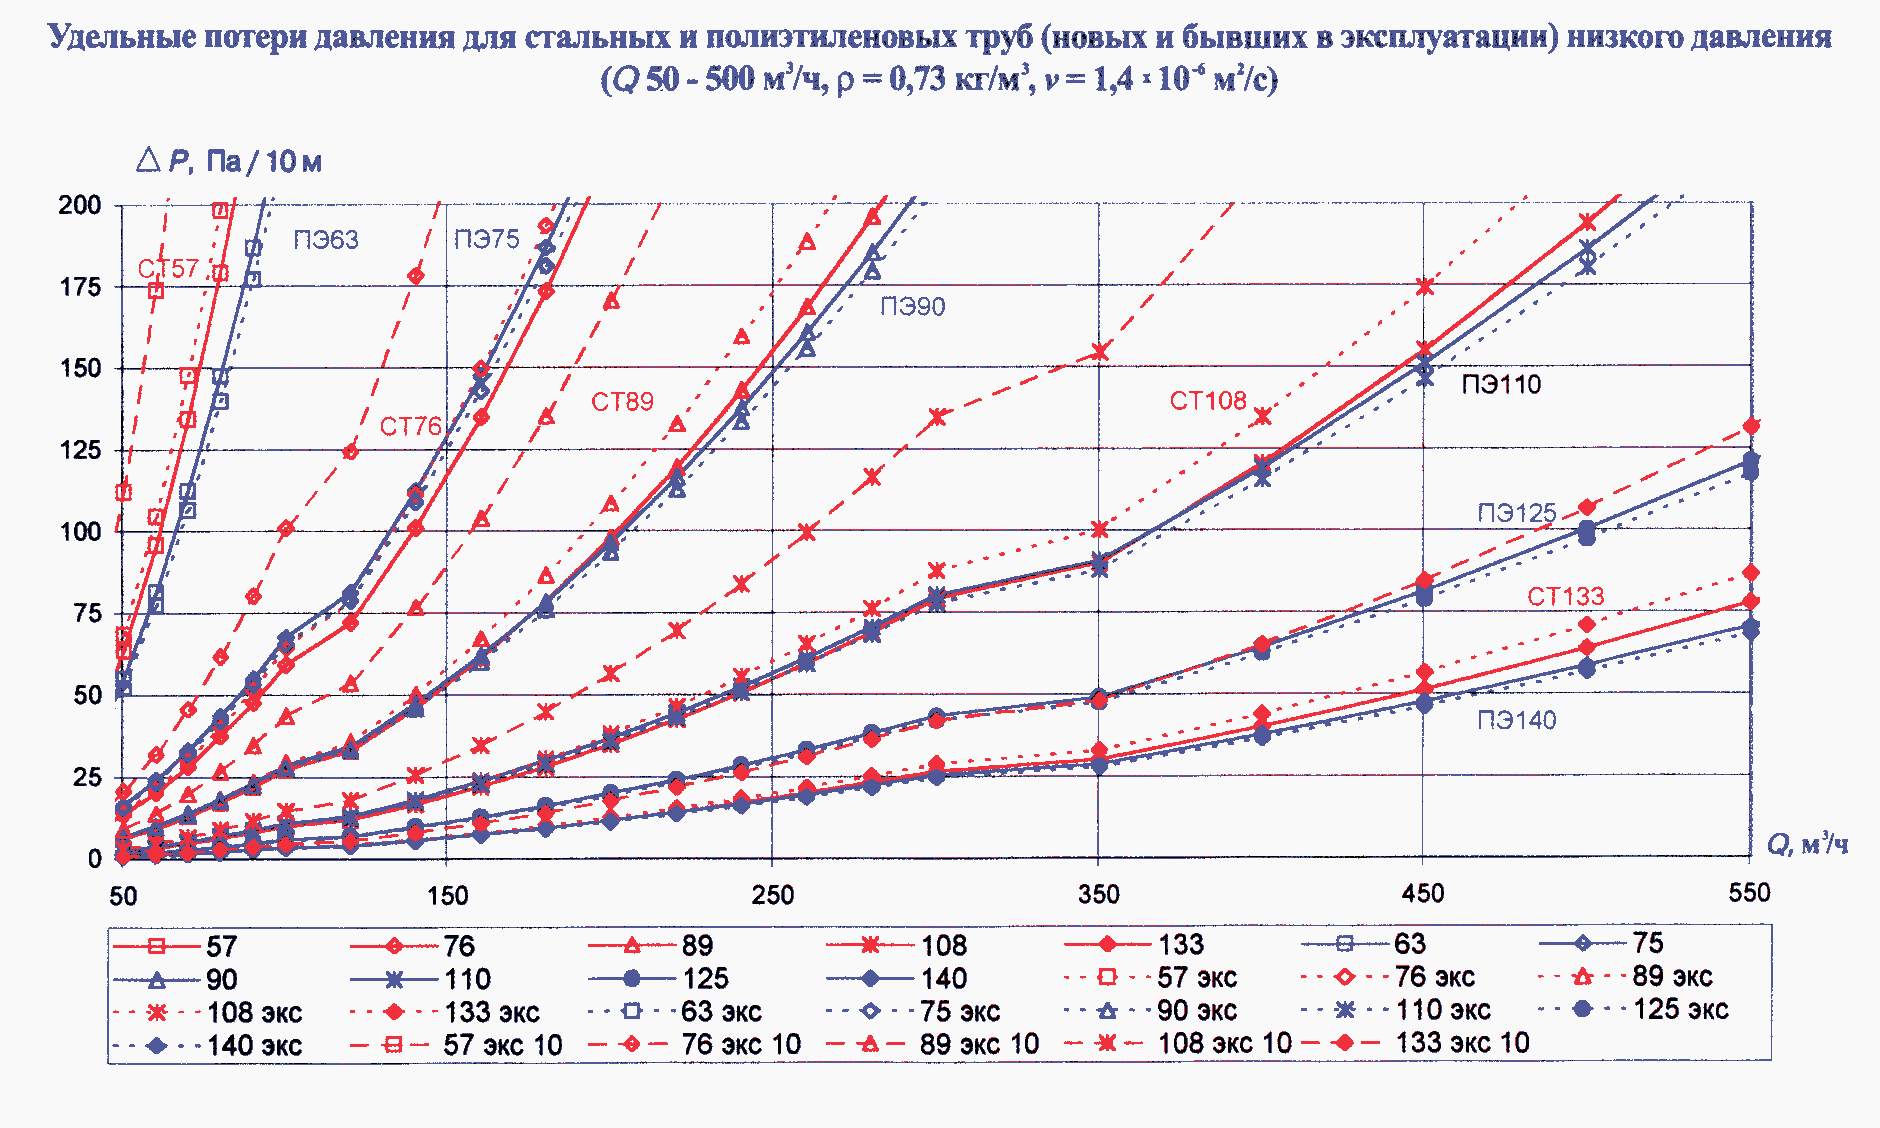 Удельные потери давления для стальных и полиэтиленовых труб (новых и бывших в эксплуатации) низкого давления
(Q 50 - 500 м³/ч, ρ = 0,73 кг/м³, ν = 1,4 · 10⁻⁶ м²/с)
△ P, Па / 10 м
200
175
150
125
100
75
50
25
0
СТ57
ПЭ63
ПЭ75
СТ76
СТ89
ПЭ90
СТ108
ПЭ110
ПЭ125
СТ133
ПЭ140
Q, м³/ч
50 150 250 350 450 550
57 76 89 108 133 63 75
90 110 125 140 57 экс 76 экс 89 экс
108 экс 133 экс 63 экс 75 экс 90 экс 110 экс 125 экс
140 экс 57 экс 10 76 экс 10 89 экс 10 108 экс 10 133 экс 10